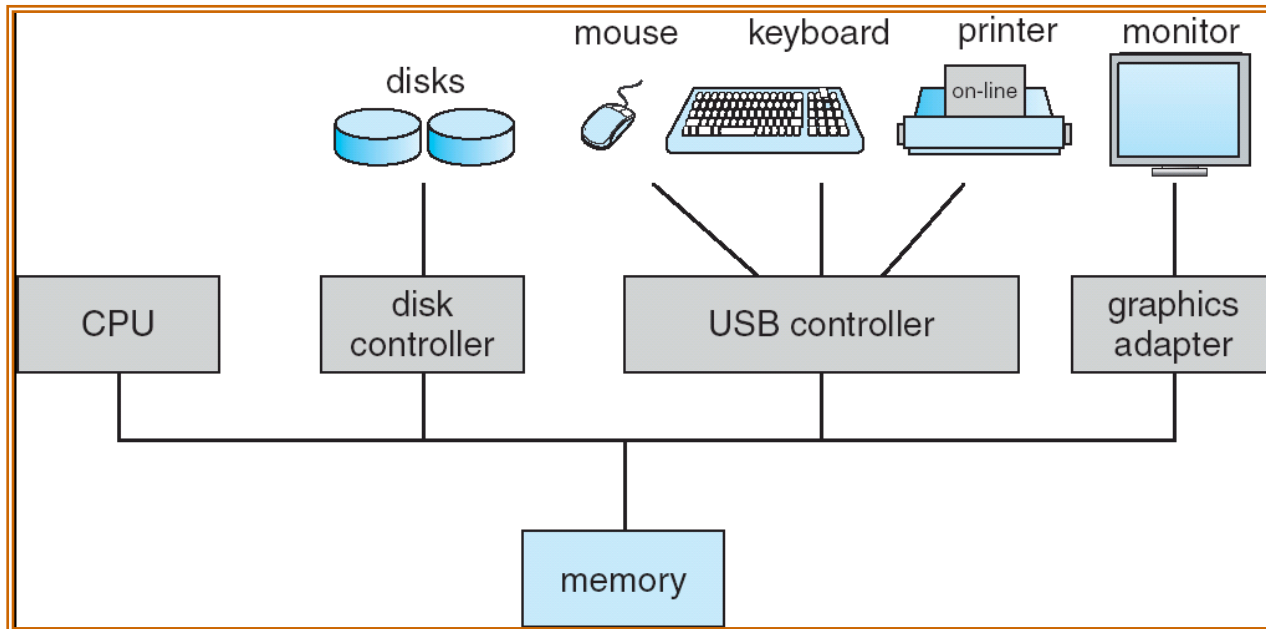 mouse
keyboard
printer
monitor
disks
on-line
CPU
disk
controller
USB controller
graphics
adapter
memory